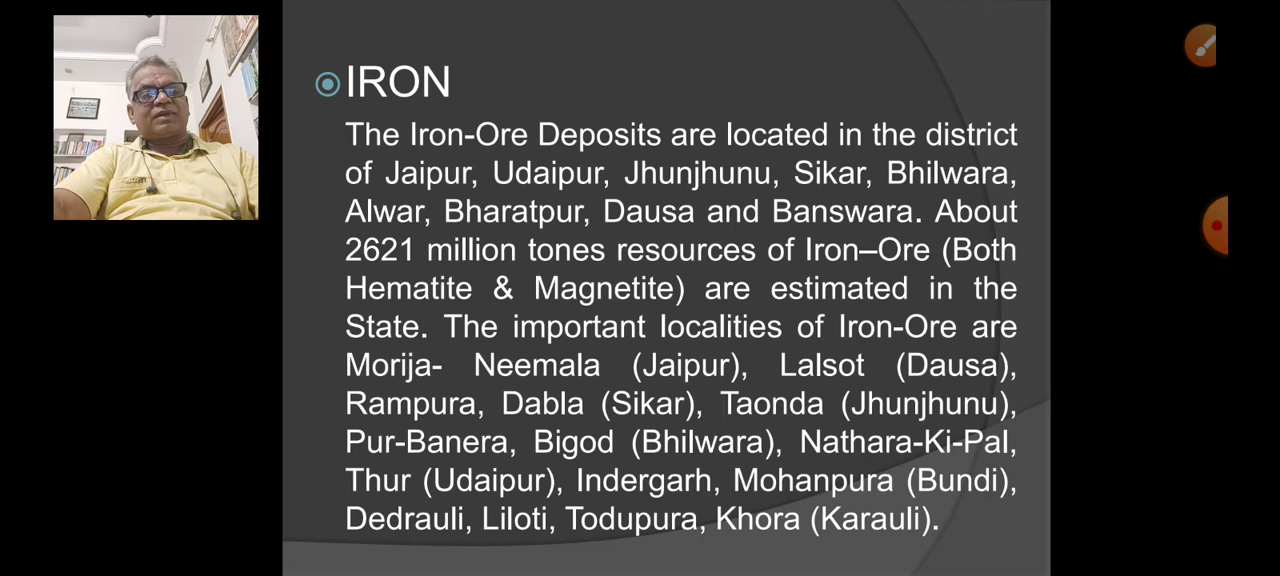 IRON
The Iron-Ore Deposits are located in the district
of Jaipur, Udaipur, Jhunjhunu, Sikar, Bhilwara,
Alwar, Bharatpur, Dausa and Banswara. About
2621 million tones resources of Iron–Ore (Both
Hematite & Magnetite) are estimated in the
State. The important localities of Iron-Ore are
Morija- Neemala (Jaipur), Lalsot (Dausa),
Rampura, Dabla (Sikar), Taonda (Jhunjhunu),
Pur-Banera, Bigod (Bhilwara), Nathara-Ki-Pal,
Thur (Udaipur), Indergarh, Mohanpura (Bundi),
Dedrauli, Liloti, Todupura, Khora (Karauli).